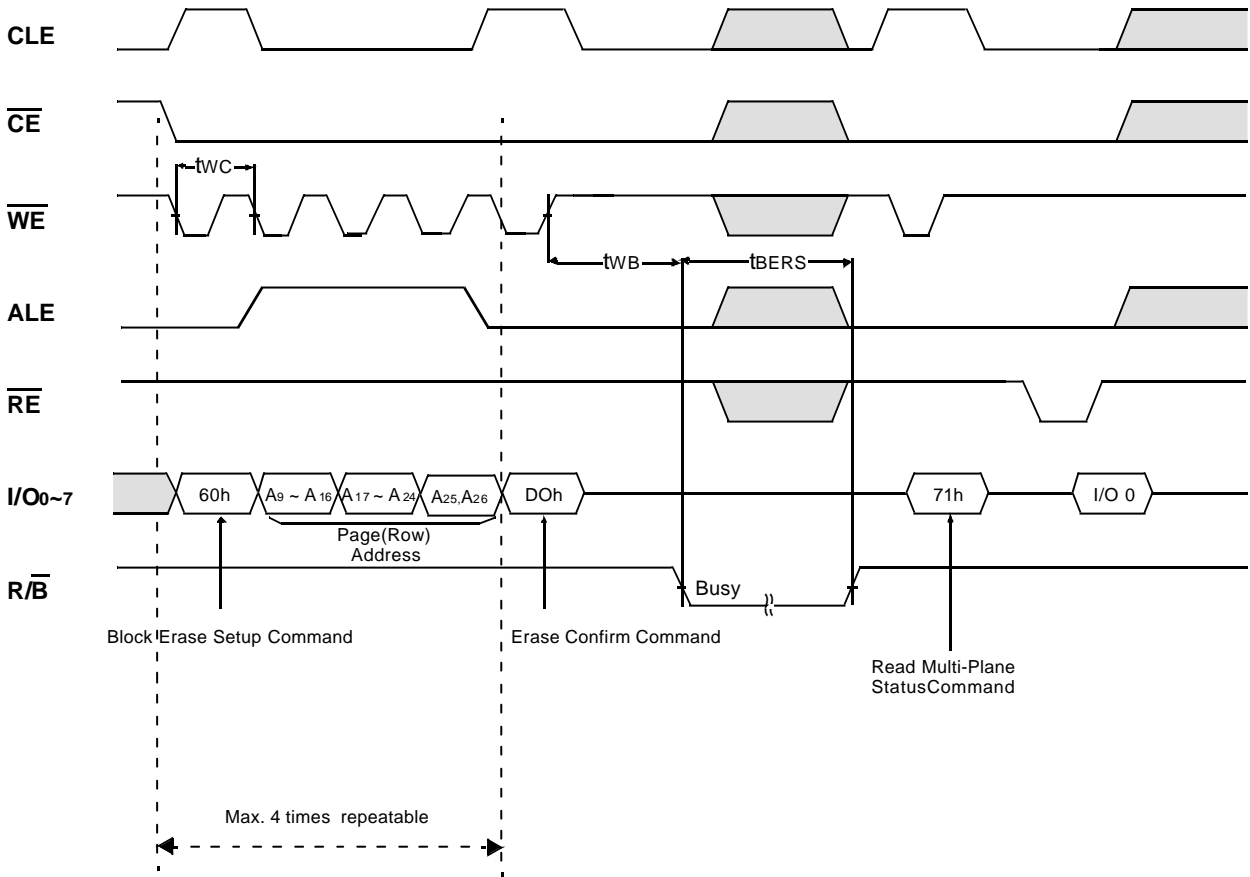 CLE
CE
tWC
WE
tWB
tBERS
ALE
RE
I/O0~7
60h
A9 ~ A16
A17 ~ A24
A25,A26
DOh
71h
I/O 0
Page(Row)
Address
R/B
Busy
Block Erase Setup Command
Erase Confirm Command
Read Multi-Plane
StatusCommand
Max. 4 times repeatable